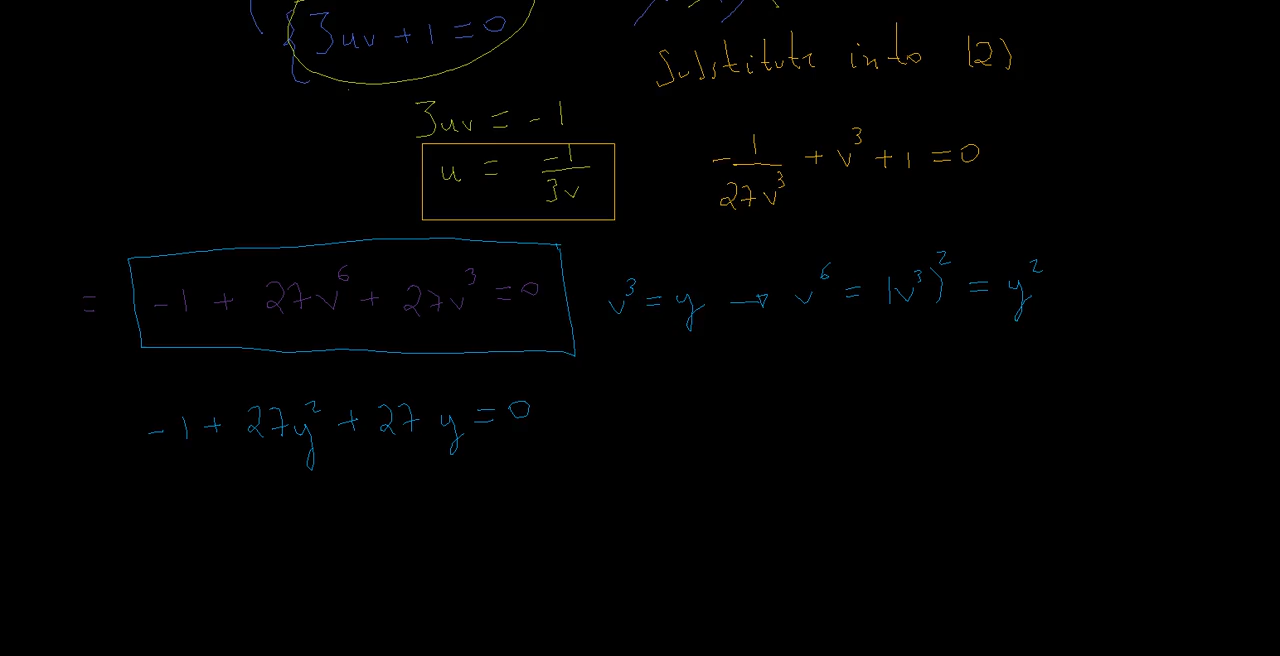 3uv + 1 = 0
Substitute into (2)
3uv = -1
u = -1/3v
-1/27v³ + v³ + 1 = 0
= -1 + 27v⁶ + 27v³ = 0
v³ = y → v⁶ = (v³)² = y²
-1 + 27y² + 27y = 0